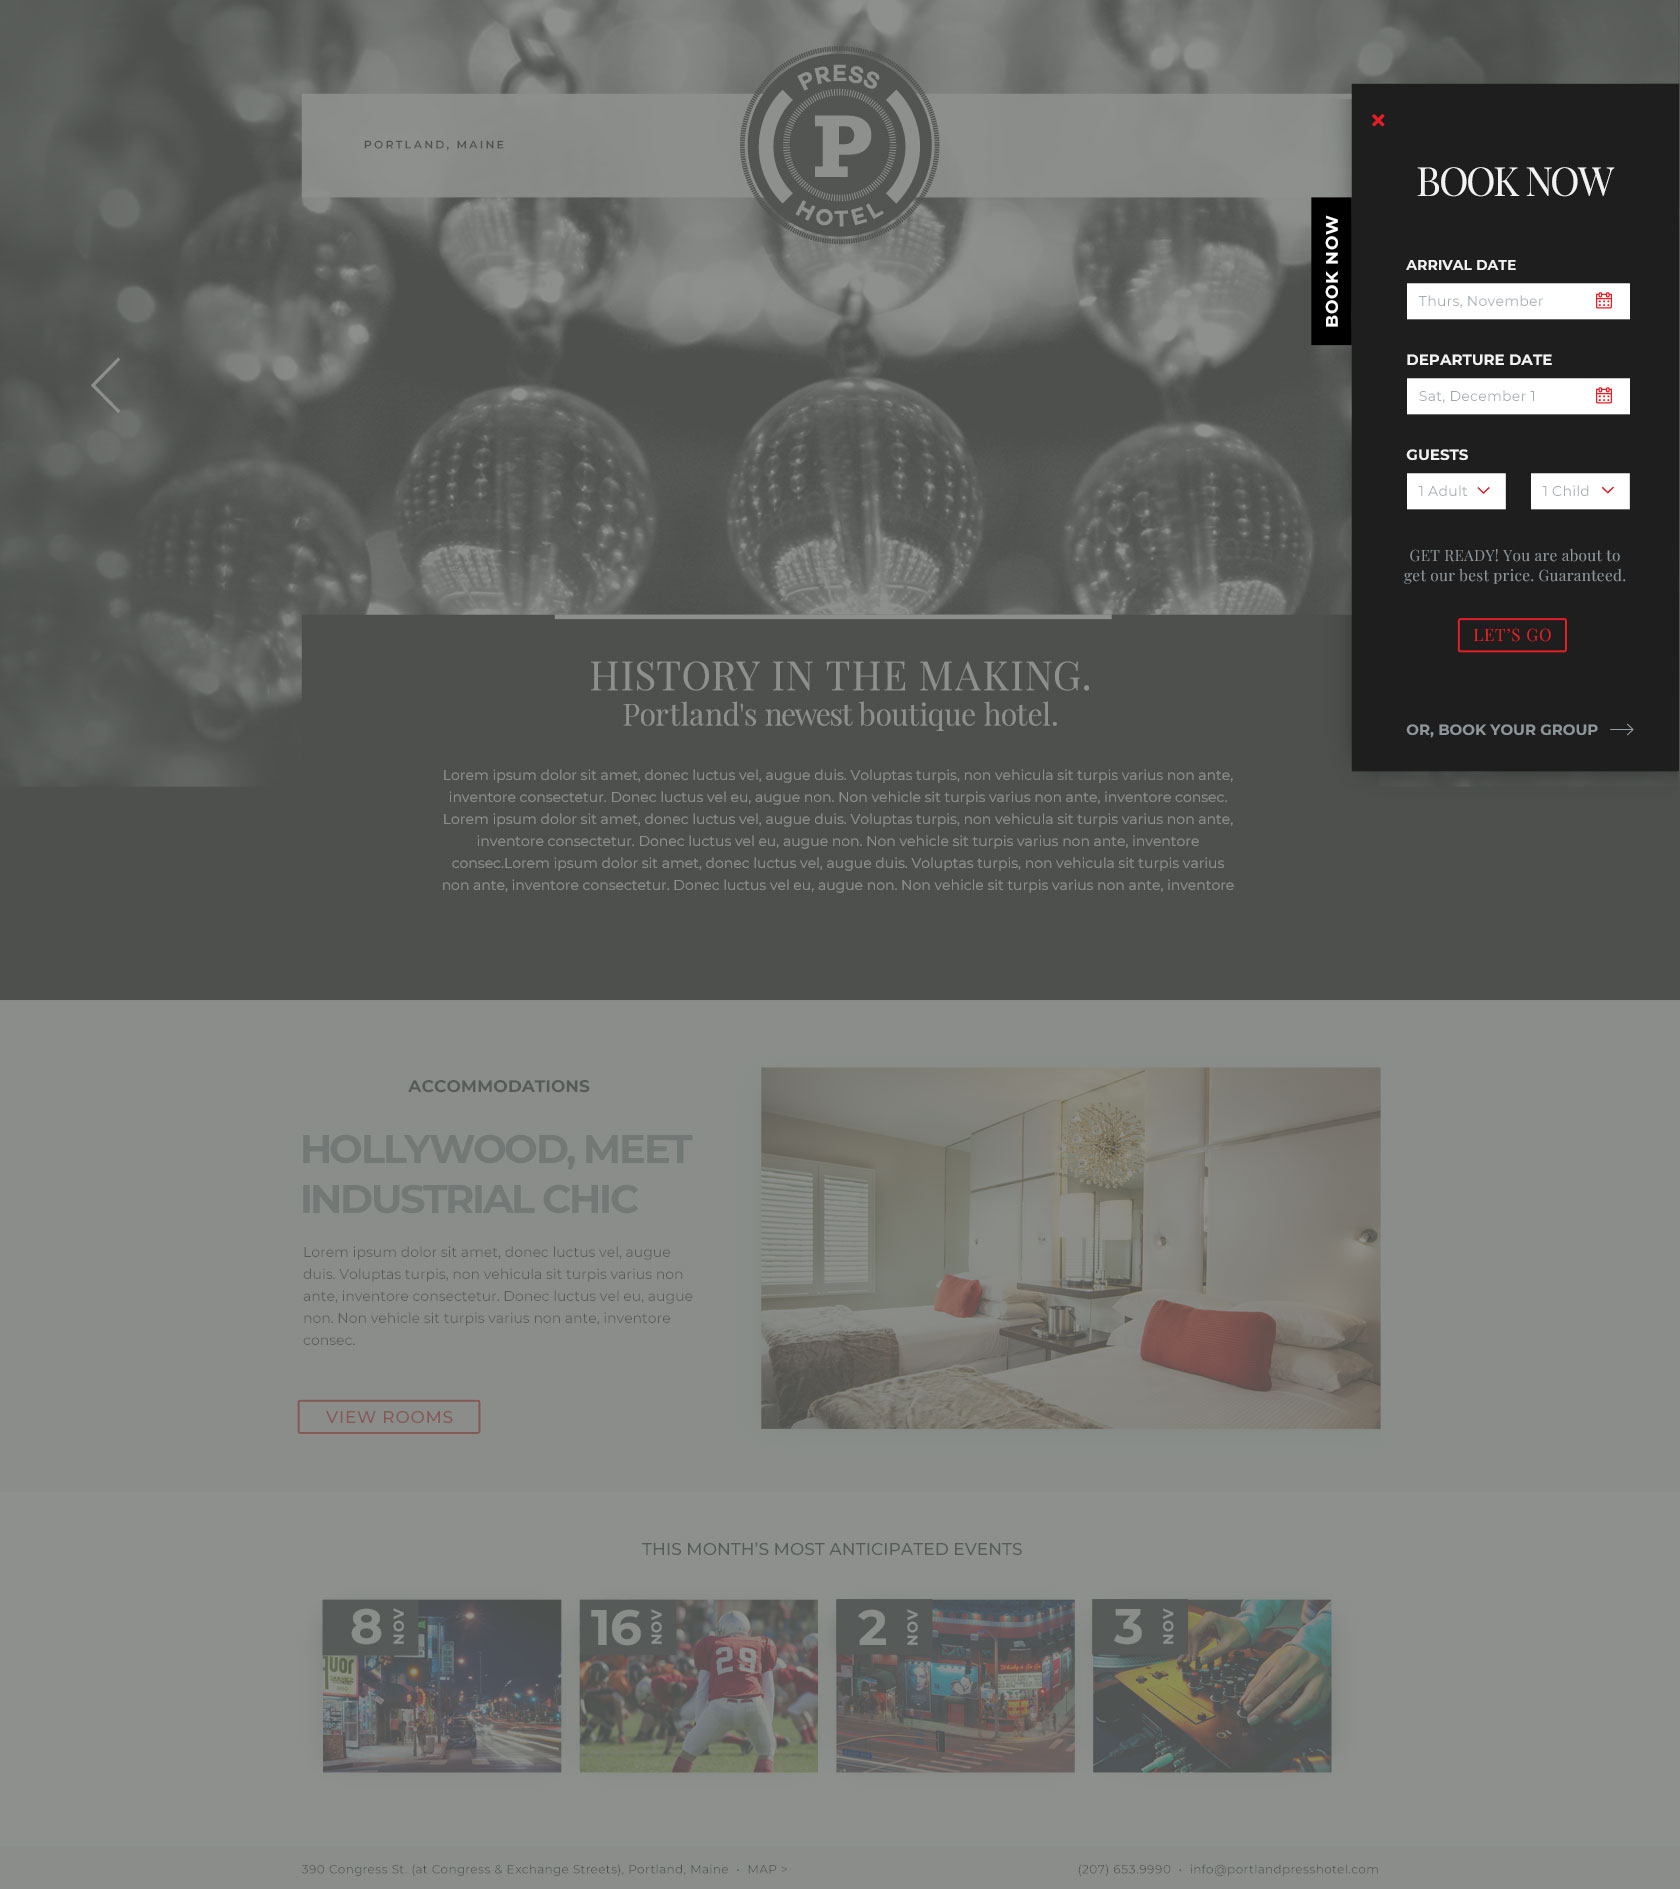 PRESS
P
HOTEL
PORTLAND, MAINE
BOOK NOW
BOOK NOW
ARRIVAL DATE
Thurs, November
DEPARTURE DATE
Sat, December 1
GUESTS
1 Adult
1 Child
GET READY! You are about to
get our best price. Guaranteed.
LET'S GO
OR, BOOK YOUR GROUP
HISTORY IN THE MAKING.
Portland's newest boutique hotel.
Lorem ipsum dolor sit amet, donec luctus vel, augue duis. Voluptas turpis, non vehicula sit turpis varius non ante,
inventore consectetur. Donec luctus vel eu, augue non. Non vehicle sit turpis varius non ante, inventore consec.
Lorem ipsum dolor sit amet, donec luctus vel, augue duis. Voluptas turpis, non vehicula sit turpis varius non ante,
inventore consectetur. Donec luctus vel eu, augue non. Non vehicle sit turpis varius non ante, inventore
consec.Lorem ipsum dolor sit amet, donec luctus vel, augue duis. Voluptas turpis, non vehicula sit turpis varius
non ante, inventore consectetur. Donec luctus vel eu, augue non. Non vehicle sit turpis varius non ante, inventore
ACCOMMODATIONS
HOLLYWOOD, MEET
INDUSTRIAL CHIC
Lorem ipsum dolor sit amet, donec luctus vel, augue
duis. Voluptas turpis, non vehicula sit turpis varius non
ante, inventore consectetur. Donec luctus vel eu, augue
non. Non vehicle sit turpis varius non ante, inventore
consec.
VIEW ROOMS
THIS MONTH'S MOST ANTICIPATED EVENTS
8 NOV
quor
16 NOV
29
2 NOV
3 NOV
390 Congress St. (at Congress & Exchange Streets), Portland, Maine • MAP >
(207) 653.9990 • info@portlandpresshotel.com